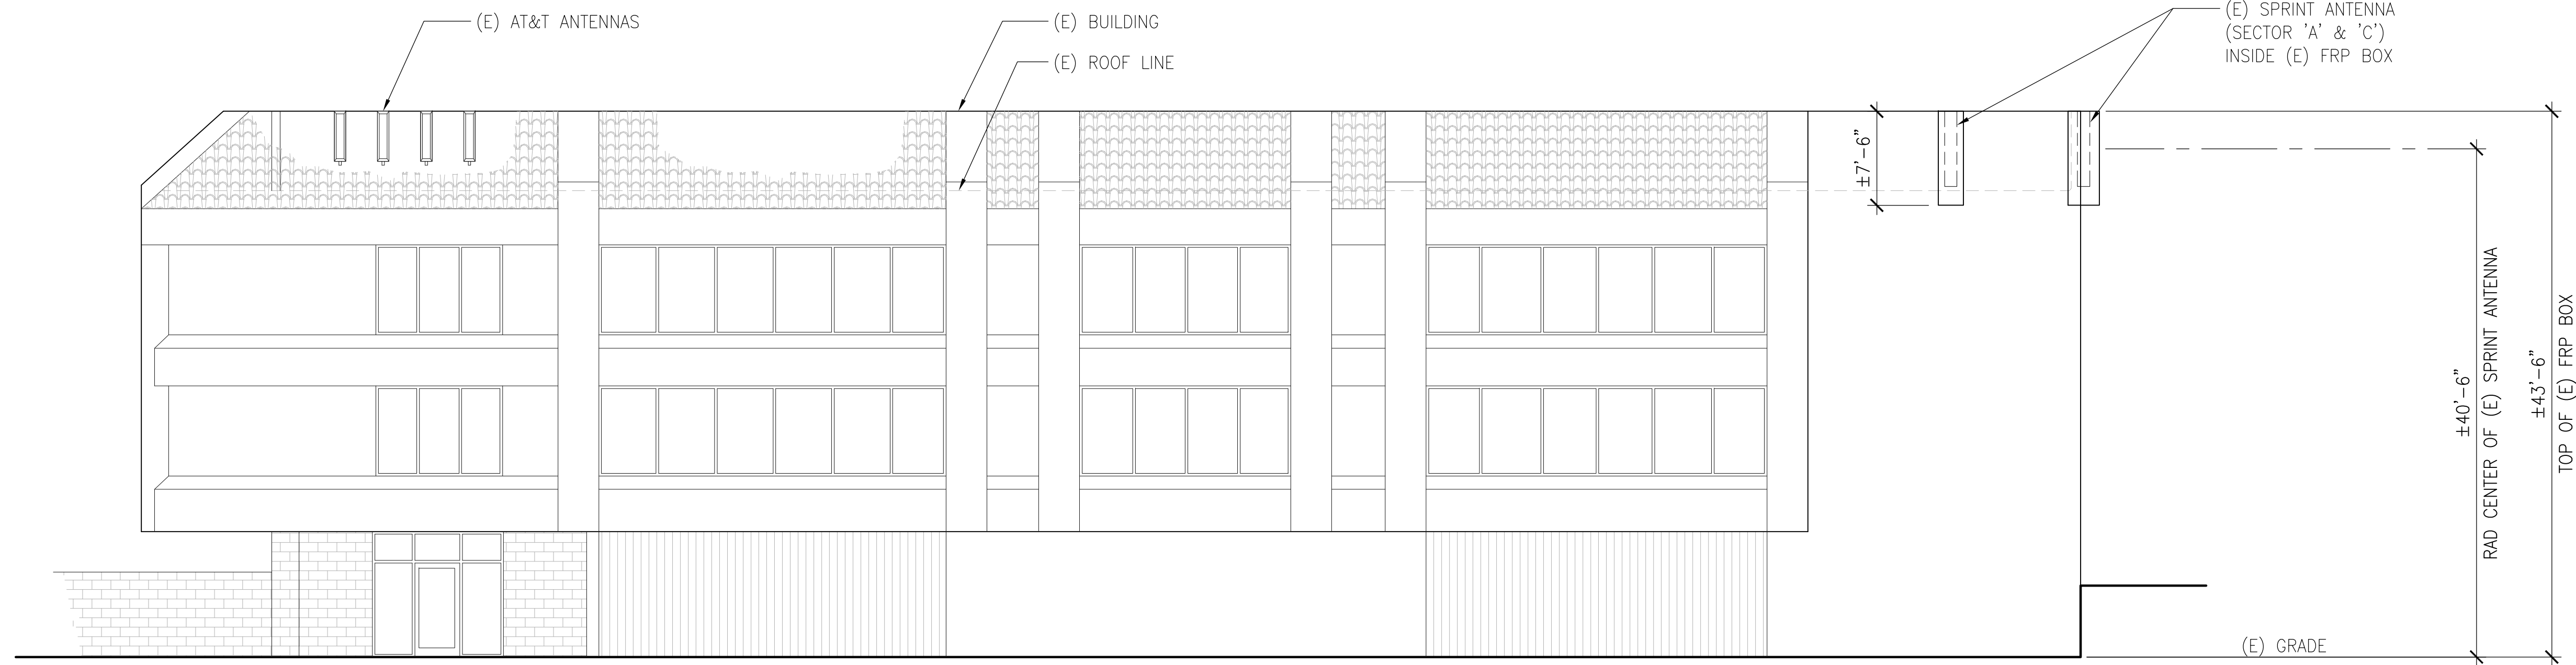 (E) AT&T ANTENNAS
(E) BUILDING
(E) ROOF LINE
(E) SPRINT ANTENNA
(SECTOR 'A' & 'C')
INSIDE (E) FRP BOX
±7'-6"
±40'-6"
RAD CENTER OF (E) SPRINT ANTENNA
±43'-6"
TOP OF (E) FRP BOX
(E) GRADE